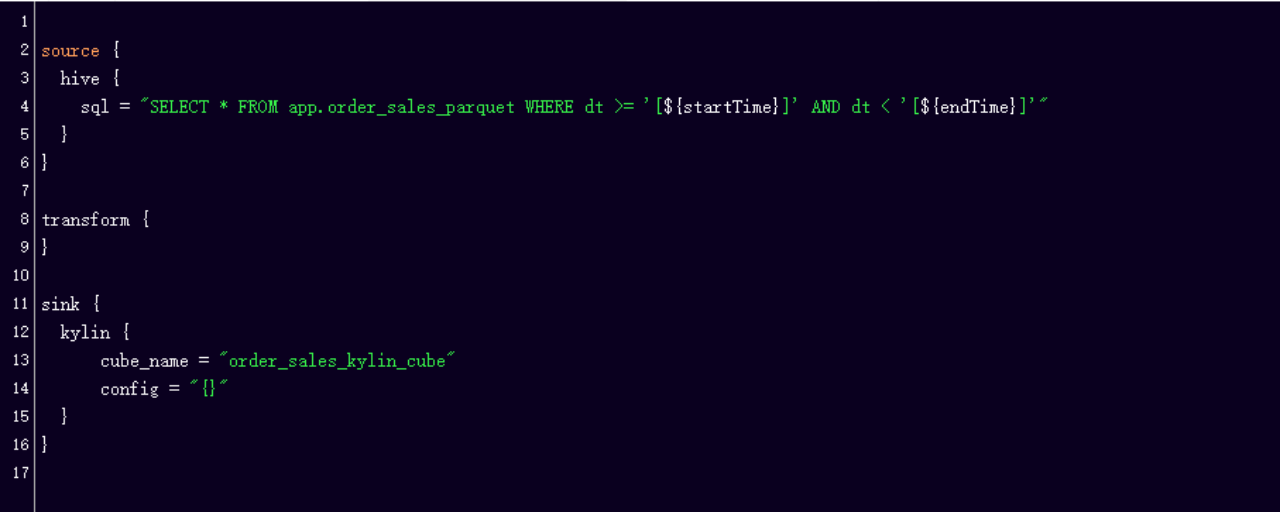 1
2 source {
3 hive {
4 sql = "SELECT * FROM app.order_sales_parquet WHERE dt >= '[${startTime}]' AND dt < '[${endTime}]'"
5 }
6 }
7
8 transform {
9 }
10
11 sink {
12 kylin {
13 cube_name = "order_sales_kylin_cube"
14 config = "{}"
15 }
16 }
17